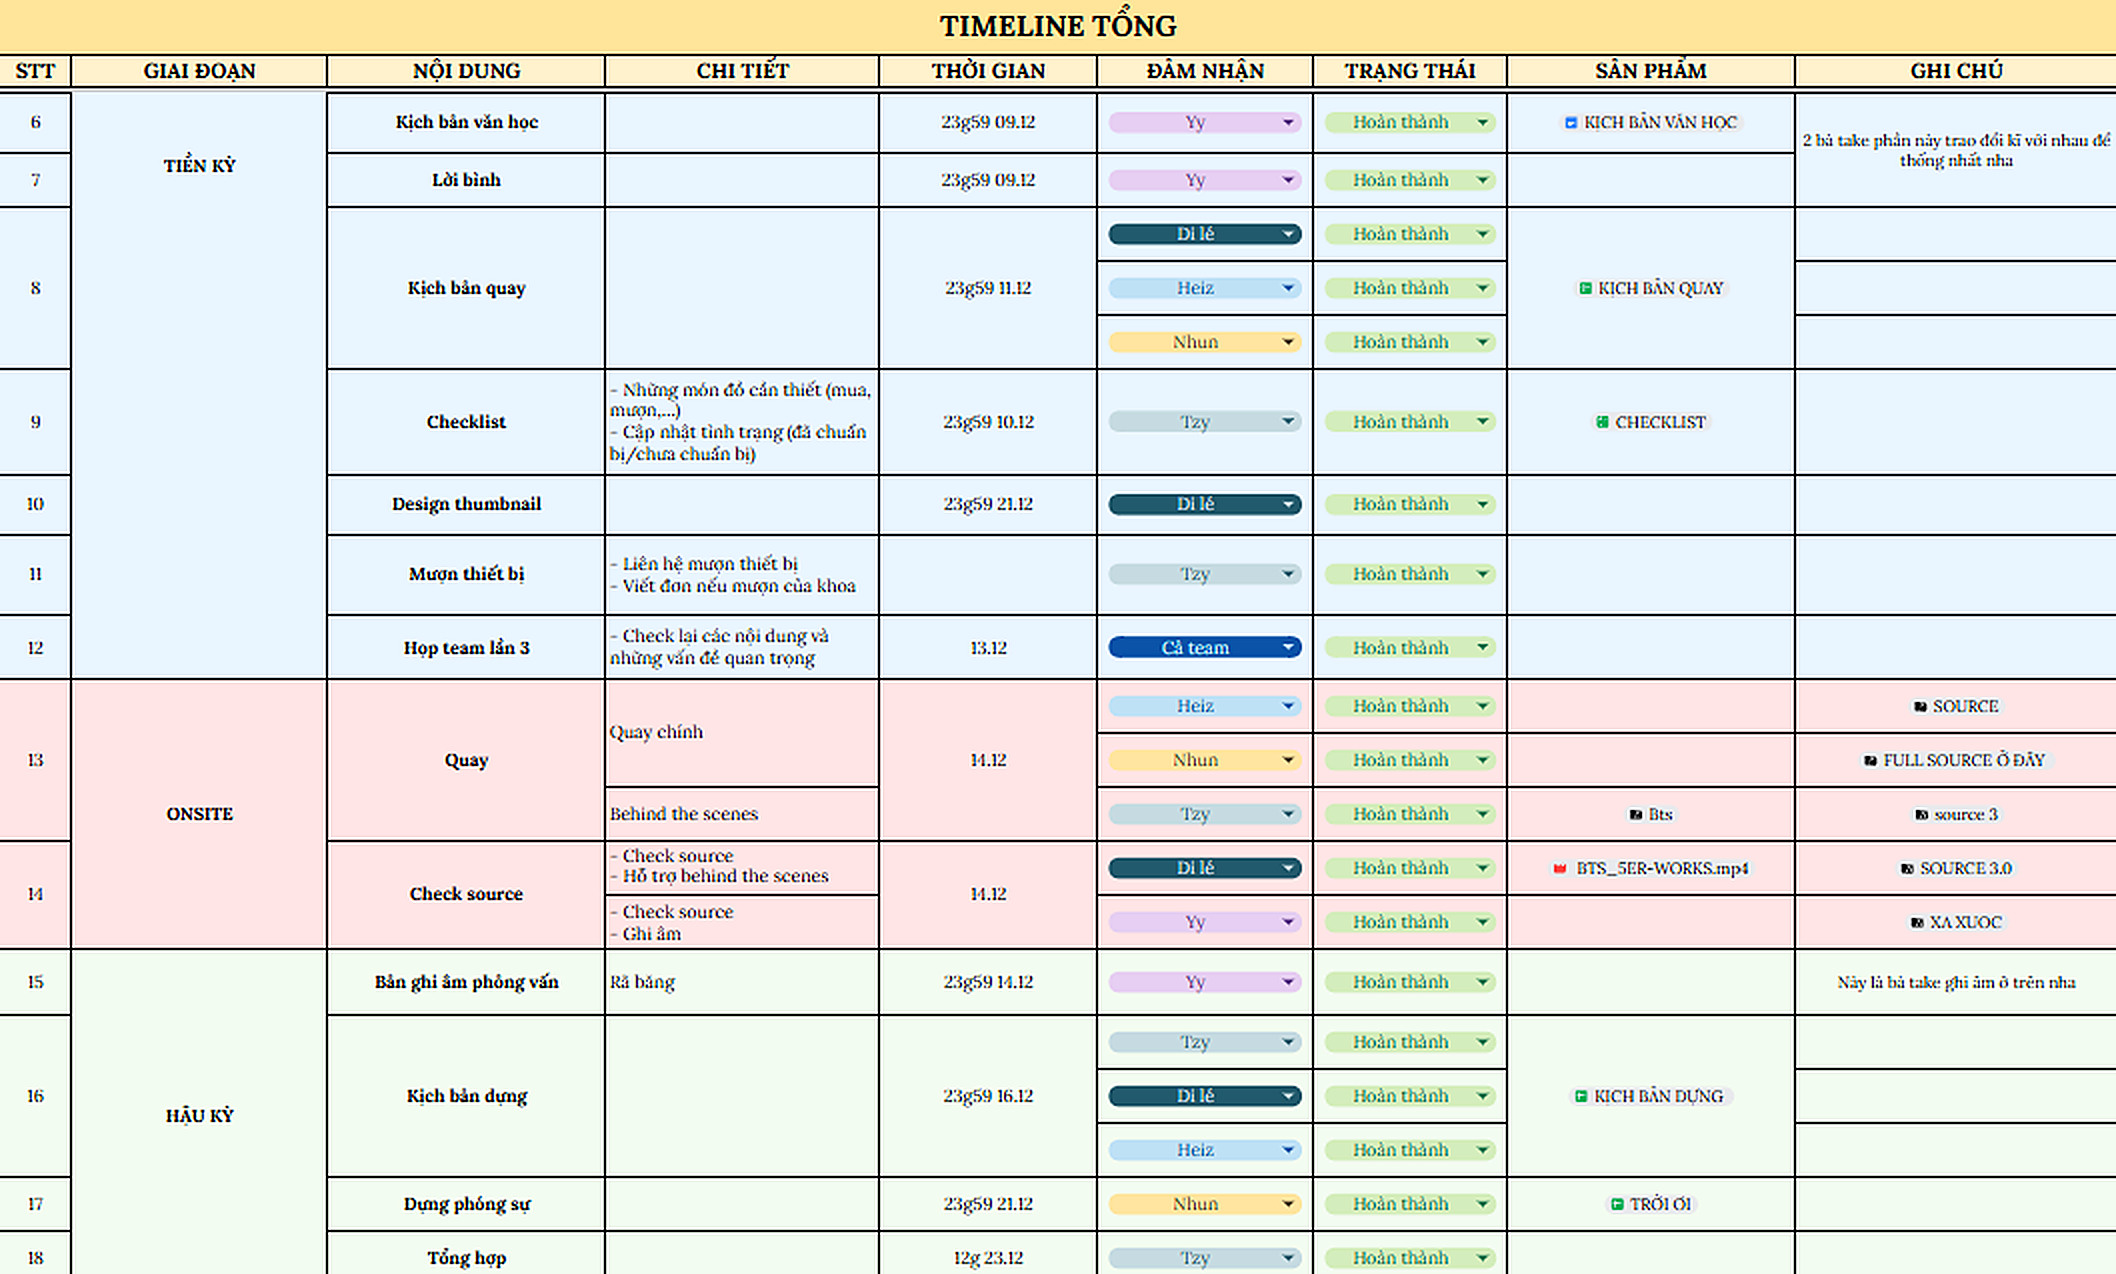 TIMELINE TỔNG
STT GIAI ĐOẠN NỘI DUNG CHI TIẾT THỜI GIAN ĐẢM NHẬN TRẠNG THÁI SẢN PHẨM GHI CHÚ
TIỀN KỲ
6 Kịch bản văn học 23g59 09.12 Yy Hoàn thành KỊCH BẢN VĂN HỌC
2 bà take phần này trao đổi kĩ với nhau để
thống nhất nha
7 Lời bình 23g59 09.12 Yy Hoàn thành
8 Kịch bản quay 23g59 11.12 Di lé Hoàn thành KỊCH BẢN QUAY
Heiz Hoàn thành
Nhun Hoàn thành
9 Checklist
- Những món đồ cần thiết (mua,
mượn,...)
- Cập nhật tình trạng (đã chuẩn
bị/chưa chuẩn bị)
23g59 10.12 Tzy Hoàn thành CHECKLIST
10 Design thumbnail 23g59 21.12 Di lé Hoàn thành
11 Mượn thiết bị
- Liên hệ mượn thiết bị
- Viết đơn nếu mượn của khoa
Tzy Hoàn thành
12 Họp team lần 3
- Check lại các nội dung và
những vấn đề quan trọng
13.12 Cả team Hoàn thành
ONSITE
13 Quay Quay chính 14.12 Heiz Hoàn thành SOURCE
Nhun Hoàn thành FULL SOURCE Ở ĐÂY
Behind the scenes Tzy Hoàn thành Bts source 3
14 Check source
- Check source
- Hỗ trợ behind the scenes
14.12 Di lé Hoàn thành BTS_5ER-WORKS.mp4 SOURCE 3.0
- Check source
- Ghi âm
Yy Hoàn thành XA XUOC
HẬU KỲ
15 Bản ghi âm phỏng vấn Rã băng 23g59 14.12 Yy Hoàn thành Này là bà take ghi âm ở trên nha
16 Kịch bản dựng 23g59 16.12 Tzy Hoàn thành KỊCH BẢN DỰNG
Di lé Hoàn thành
Heiz Hoàn thành
17 Dựng phóng sự 23g59 21.12 Nhun Hoàn thành TRỜI ƠI
18 Tổng hợp 12g 23.12 Tzy Hoàn thành